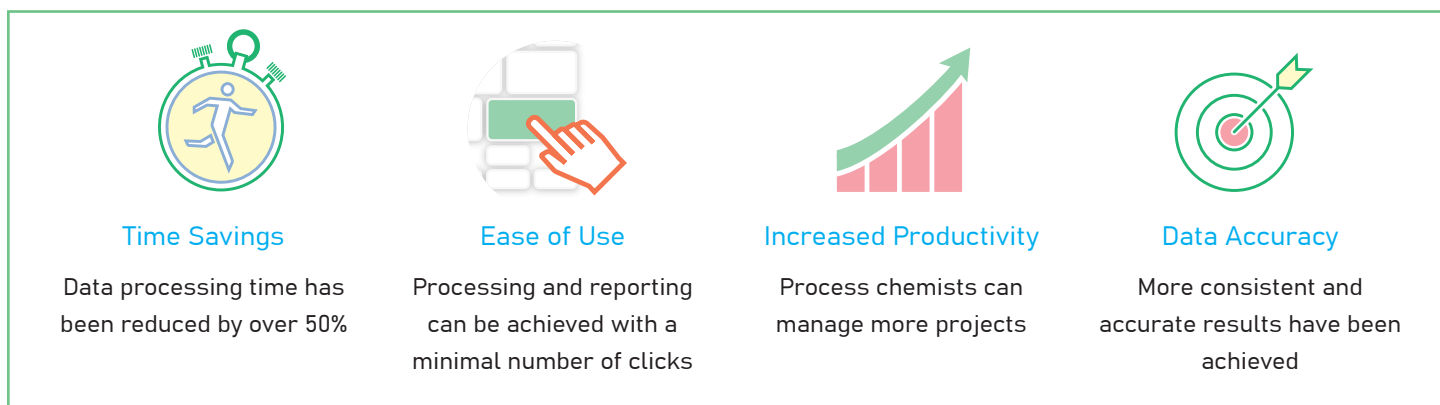 Time Savings
Data processing time has
been reduced by over 50%
Ease of Use
Processing and reporting
can be achieved with a
minimal number of clicks
Increased Productivity
Process chemists can
manage more projects
Data Accuracy
More consistent and
accurate results have been
achieved